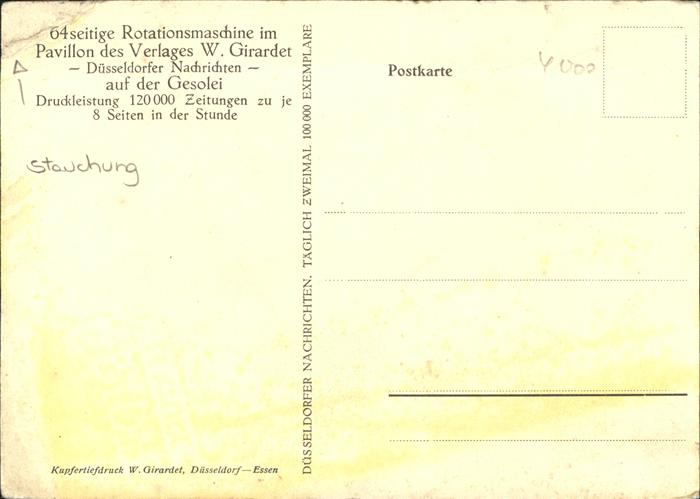 64seitige Rotationsmaschine im
Pavillon des Verlages W. Girardet
– Düsseldorfer Nachrichten –
auf der Gesolei
Druckleistung 120000 Zeitungen zu je
8 Seiten in der Stunde
Stauchung
Kupfertiefdruck W. Girardet, Düsseldorf—Essen
DÜSSELDORFER NACHRICHTEN. TÄGLICH ZWEIMAL 100000 EXEMPLARE
Postkarte